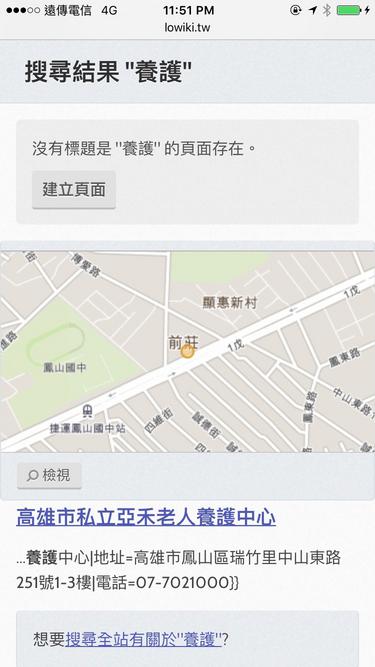 遠傳電信 4G 11:51 PM
lowiki.tw
搜尋結果 "養護"
沒有標題是 "養護" 的頁面存在。
建立頁面
博愛路
顯惠新村
1戊
前莊
1戊
鳳山國中
鳳東路
捷運鳳山國中站
四維街
誠德街
鳳東路
中山東路
檢視
高雄市私立亞禾老人養護中心
...養護中心|地址=高雄市鳳山區瑞竹里中山東路
251號1-3樓|電話=07-7021000}}
想要搜尋全站有關於"養護"?